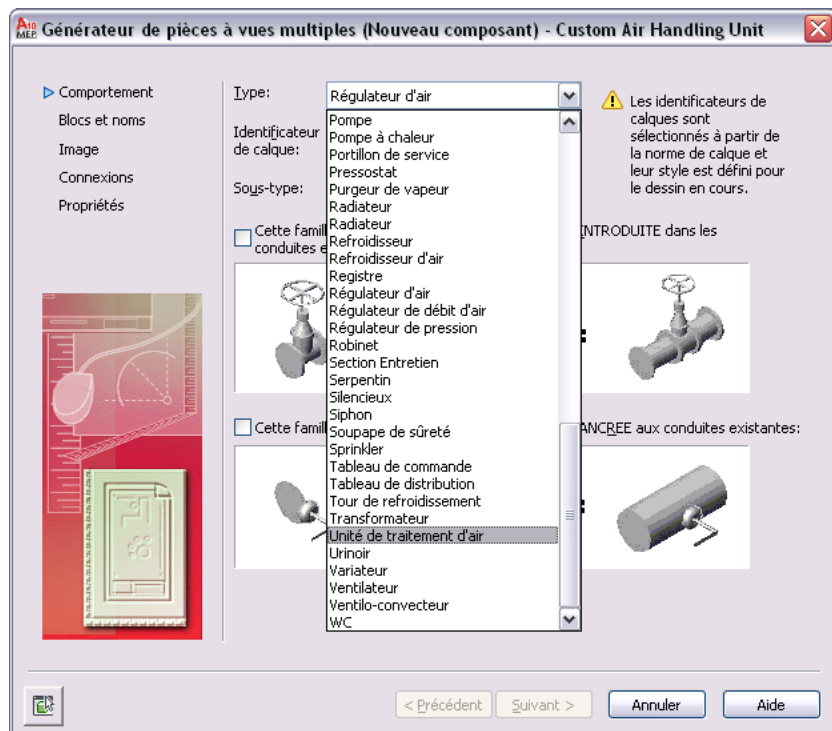 A10 MEP Générateur de pièces à vues multiples (Nouveau composant) - Custom Air Handling Unit
Comportement
Blocs et noms
Image
Connexions
Propriétés
Type:
Régulateur d'air
Identificateur
de calque:
Sous-type:
Les identificateurs de
calques sont
sélectionnés à partir de
la norme de calque et
leur style est défini pour
le dessin en cours.
Pompe
Pompe à chaleur
Portillon de service
Pressostat
Purgeur de vapeur
Radiateur
Radiateur
Refroidisseur
Refroidisseur d'air
Registre
Régulateur d'air
Régulateur de débit d'air
Régulateur de pression
Robinet
Section Entretien
Serpentin
Silencieux
Siphon
Soupape de sûreté
Sprinkler
Tableau de commande
Tableau de distribution
Tour de refroidissement
Transformateur
Unité de traitement d'air
Urinoir
Variateur
Ventilateur
Ventilo-convecteur
WC
Cette famill
conduites e
NTRODUITE dans les
Cette famill
ANCREE aux conduites existantes:
< Précédent
Suivant >
Annuler
Aide